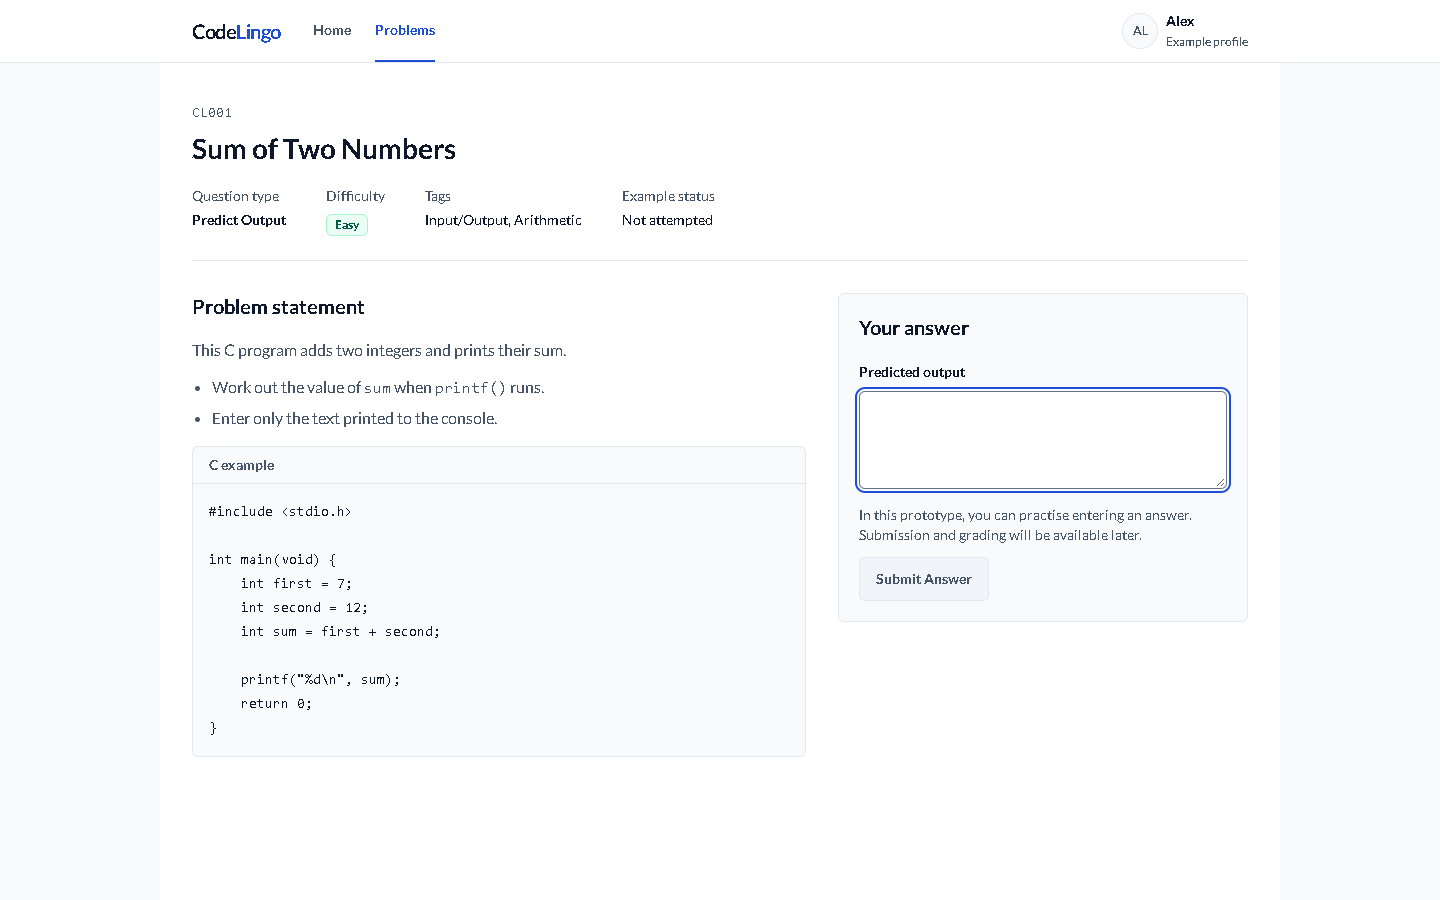 CodeLingo Home Problems
AL Alex
Example profile
CL001
Sum of Two Numbers
Question type Difficulty Tags Example status
Predict Output Easy Input/Output, Arithmetic Not attempted
Problem statement
This C program adds two integers and prints their sum.
• Work out the value of sum when printf() runs.
• Enter only the text printed to the console.
C example
#include <stdio.h>

int main(void) {
    int first = 7;
    int second = 12;
    int sum = first + second;

    printf("%d\n", sum);
    return 0;
}
Your answer
Predicted output
In this prototype, you can practise entering an answer.
Submission and grading will be available later.
Submit Answer